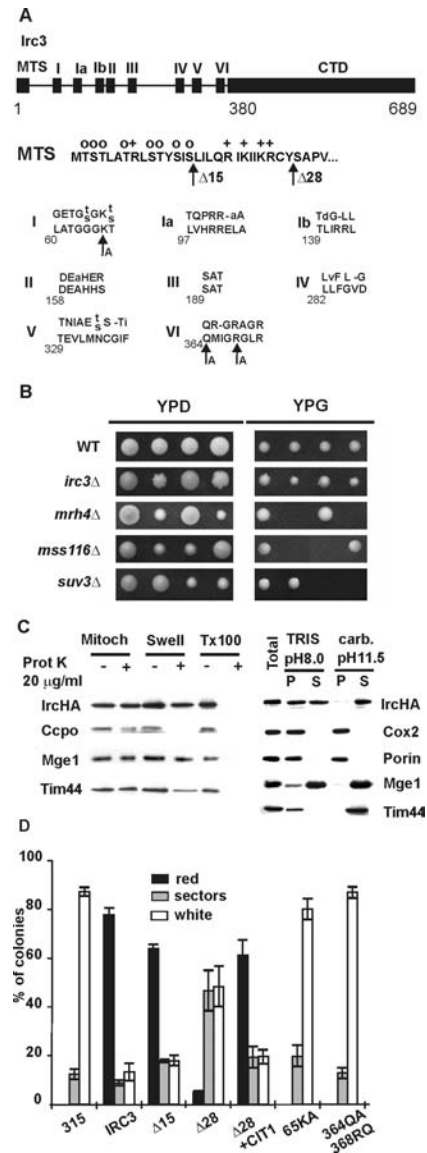 A
Irc3
MTS I Ia Ib II III IV V VI CTD
1 380 689
MTS
ooo o+ oo o o + + ++
MTSTLATRLSTYSISLILQRIKIIKRCYSAPV...
Δ15 Δ28
I Ia Ib
GETG t/s GK t/s TQPRR-aA TdG-LL
LATGGGKT LVHRRELA TLIRRL
60 97 139
A
II III IV
DEaHER SAT LvF L -G
DEAHHS SAT LLFGVD
158 189 282
V VI
TNIAE t/s S -Ti QR-GRAGR
TEVLMNCGIF QMIGRGLR
329 364
A A
B
YPD YPG
WT
irc3Δ
mrh4Δ
mss116Δ
suv3Δ
C
Mitoch Swell Tx100
Prot K - + - + - +
20 µg/ml
IrcHA
Ccpo
Mge1
Tim44
Total TRIS pH8.0 carb. pH11.5
P S P S
IrcHA
Cox2
Porin
Mge1
Tim44
D
% of colonies
100
80
60
40
20
red
sectors
white
315 IRC3 Δ15 Δ28 Δ28 +CIT1 65KA 364QA 368RQ